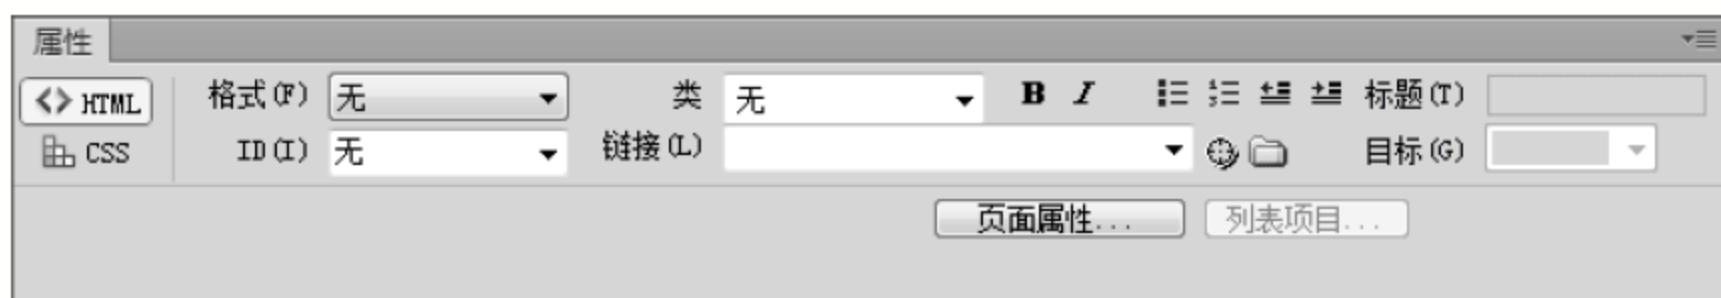 属性
HTML 格式(F) 无 类 无 B I 标题(T)
CSS ID(I) 无 链接(L) 目标(G)
页面属性... 列表项目...